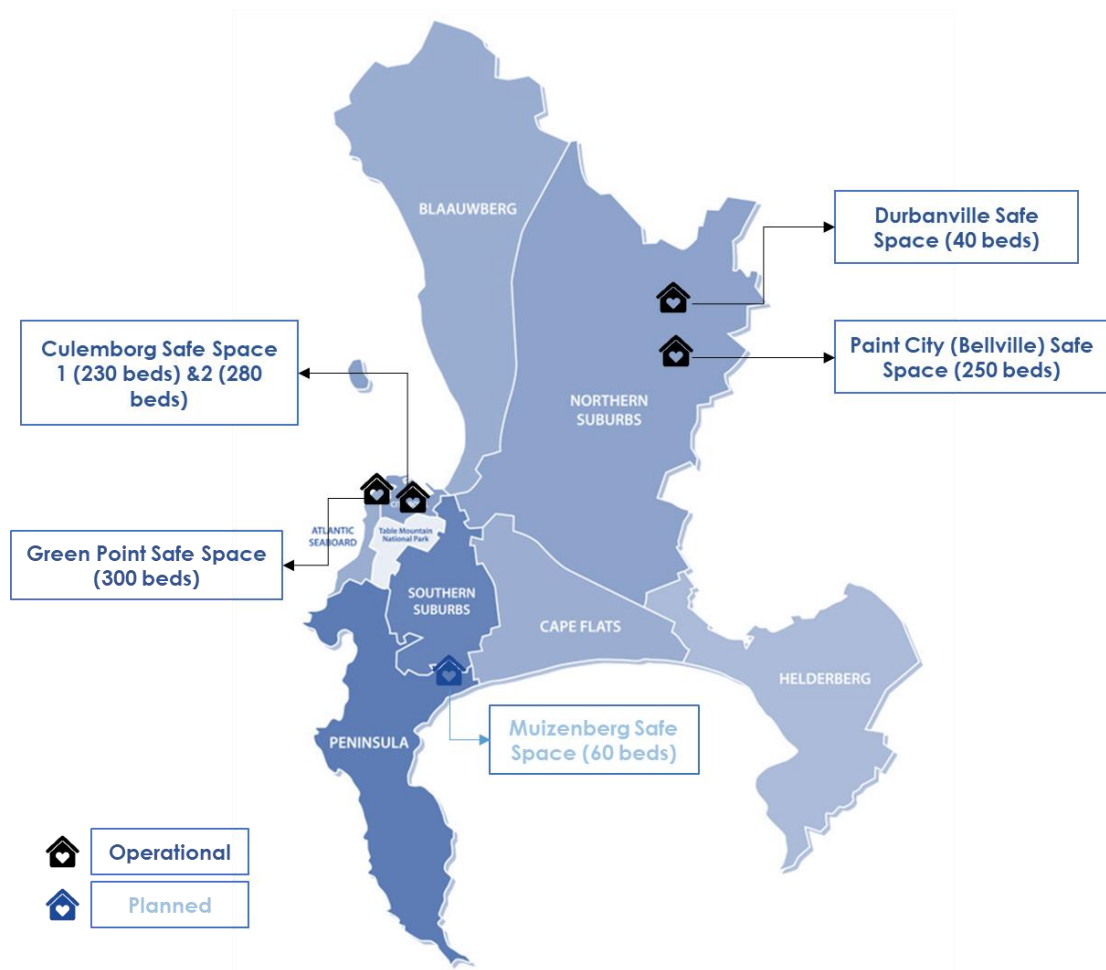 BLAAUWBERG
Durbanville Safe
Space (40 beds)
Culemborg Safe Space
1 (230 beds) &2 (280
beds)
Paint City (Bellville) Safe
Space (250 beds)
NORTHERN
SUBURBS
ATLANTIC
SEABOARD
Table Mountain
National Park
Green Point Safe Space
(300 beds)
SOUTHERN
SUBURBS
CAPE FLATS
HELDERBERG
Muizenberg Safe
Space (60 beds)
PENINSULA
Operational
Planned